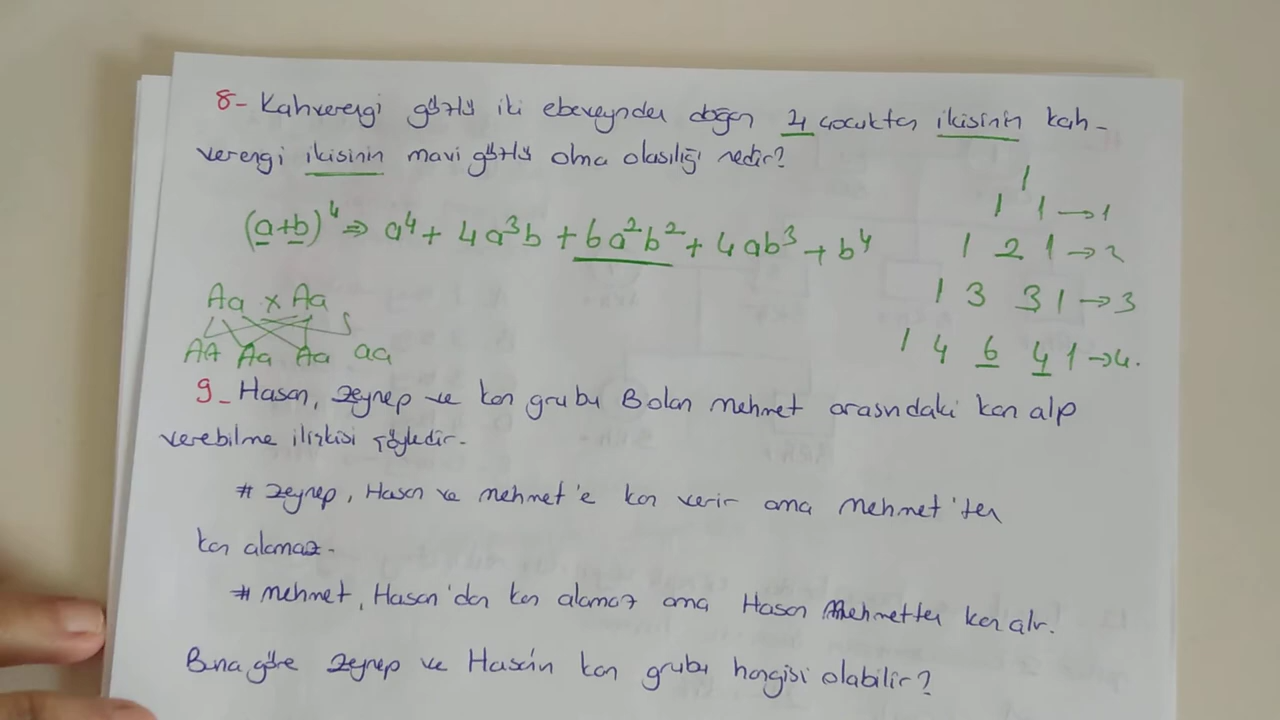 8- Kahverengi gözlü iki ebeveynden doğan 4 çocuktan ikisinin kah-
verengi ikisinin mavi gözlü olma olasılığı nedir?
(a+b)⁴ ⇒ a⁴ + 4a³b + 6a²b² + 4ab³ + b⁴
1
1 1 → 1
1 2 1 → 2
1 3 3 1 → 3
1 4 6 4 1 → 4.
Aa x Aa
AA Aa Aa aa
9- Hasan, Zeynep ve kan grubu B olan mehmet arasındaki kan alıp
verebilme ilişkisi şöyledir.
# Zeynep, Hasan ve mehmet'e kan verir ama mehmet'ten
kan alamaz.
# mehmet, Hasan'dan kan alamaz ama Hasan Mehmetten kan alır.
Buna göre Zeynep ve Hasan'ın kan grubu hangisi olabilir?